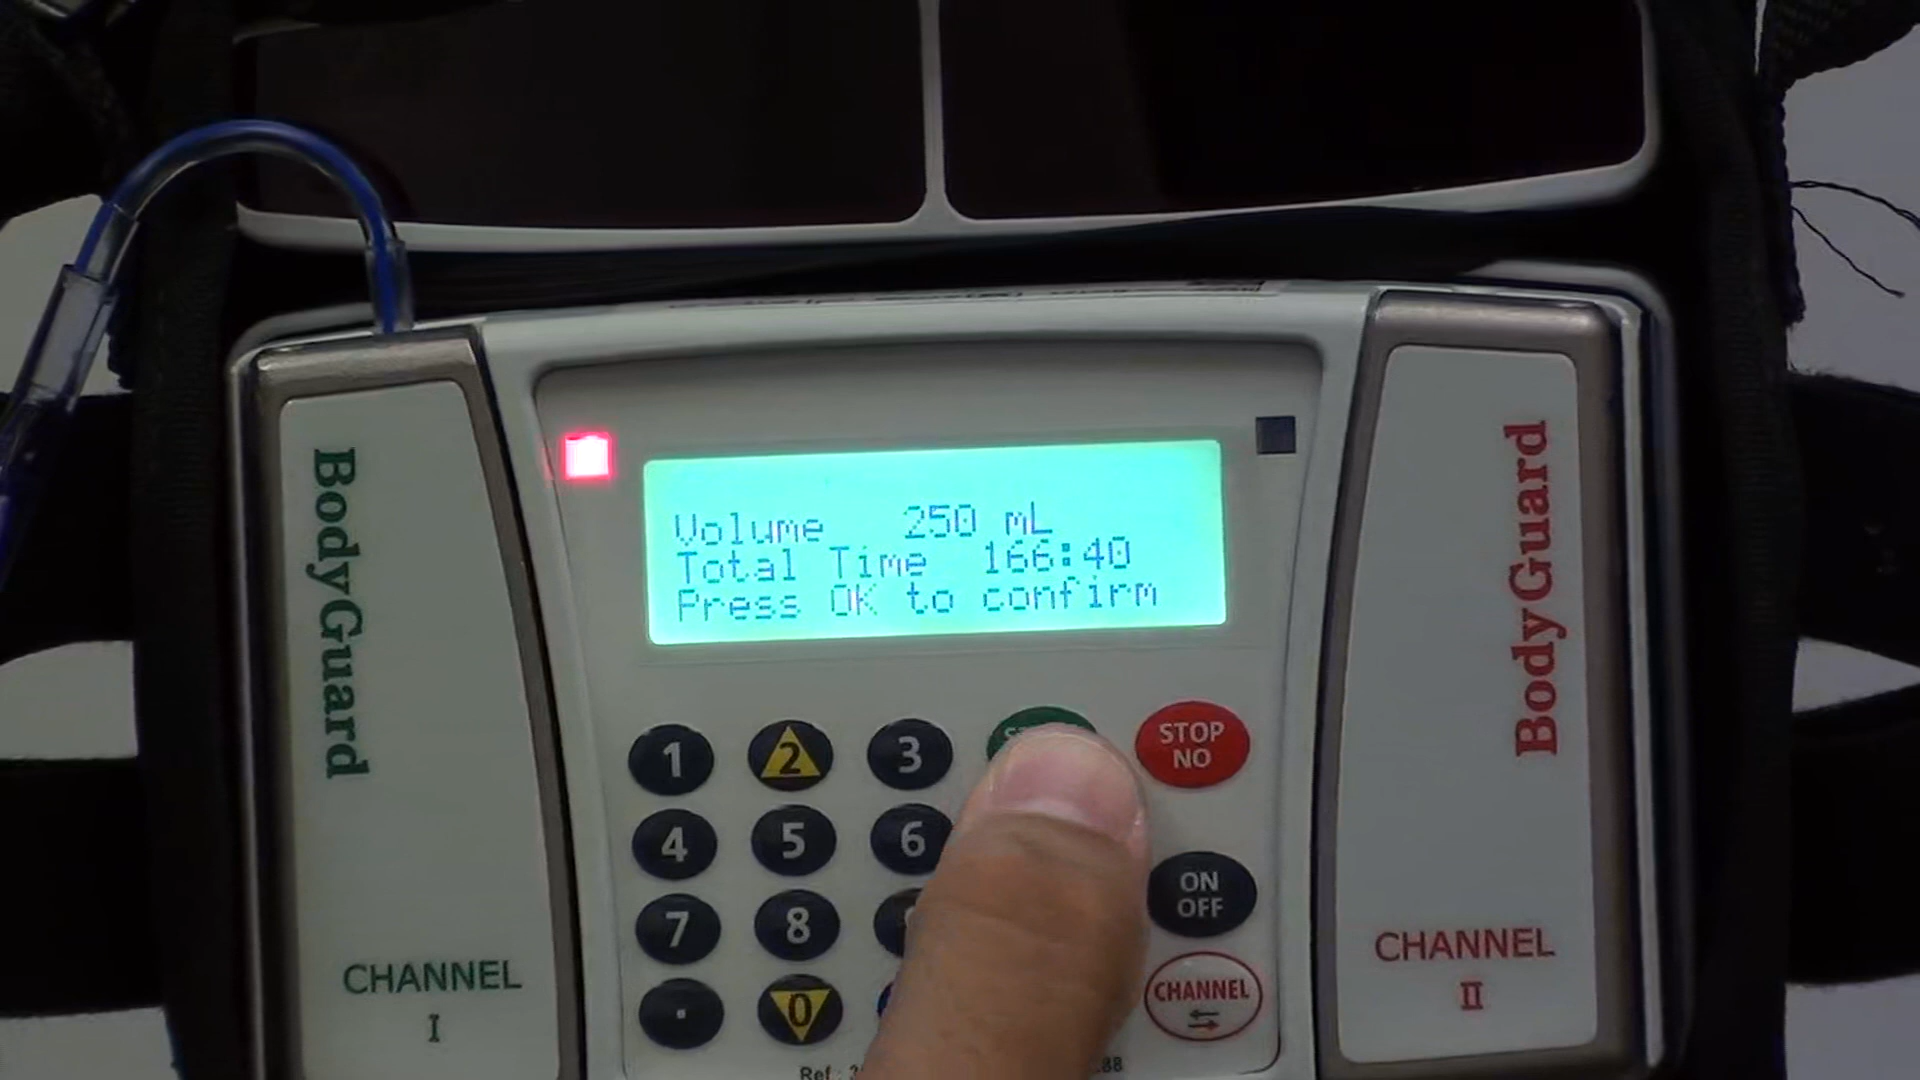 Volume 250 mL
Total Time 166:40
Press OK to confirm
BodyGuard
CHANNEL
I
1 2 3
STOP
NO
4 5 6
7 8
ON
OFF
. 0
CHANNEL
Ref :
BodyGuard
CHANNEL
II